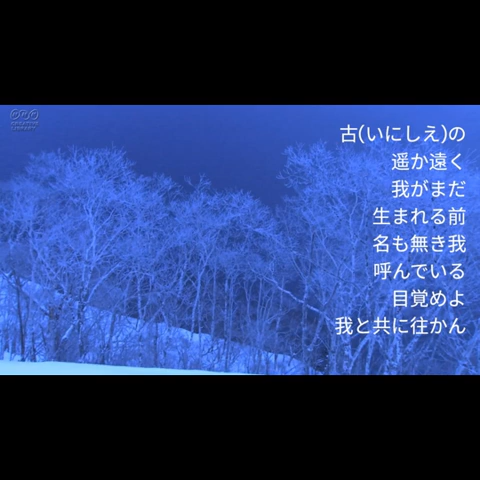 古(いにしえ)の
遥か遠く
我がまだ
生まれる前
名も無き我
呼んでいる
目覚めよ
我と共に往かん